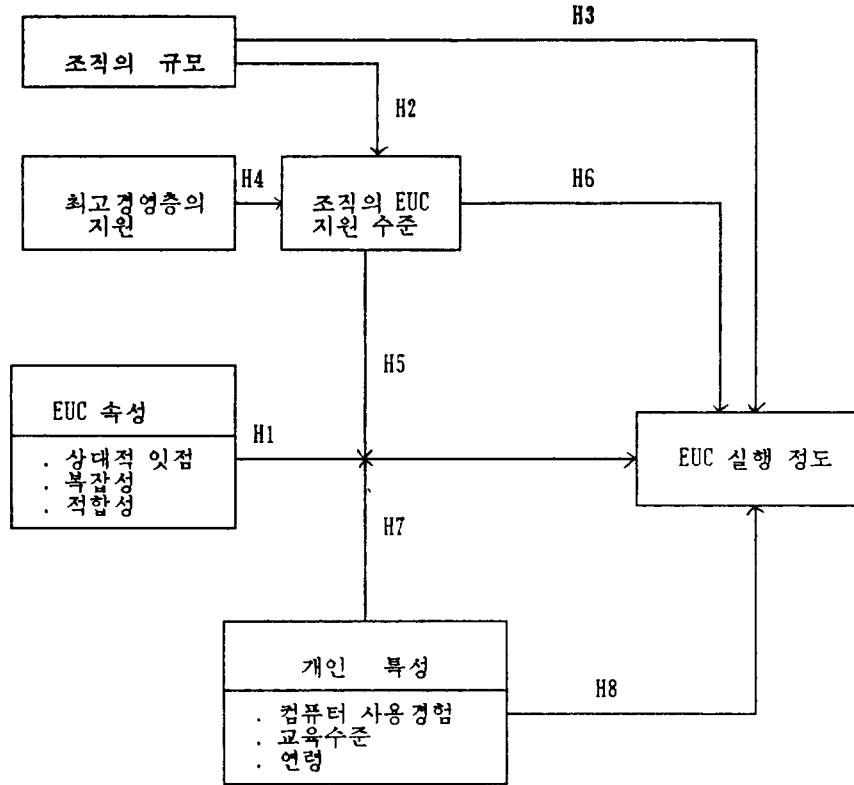 H3
조직의 규모
H2
최고경영층의
지원
H4
조직의 EUC
지원 수준
H6
H5
EUC 속성
. 상대적 잇점
. 복잡성
. 적합성
H1
EUC 실행 정도
H7
개인 특성
. 컴퓨터 사용경험
. 교육수준
. 연령
H8